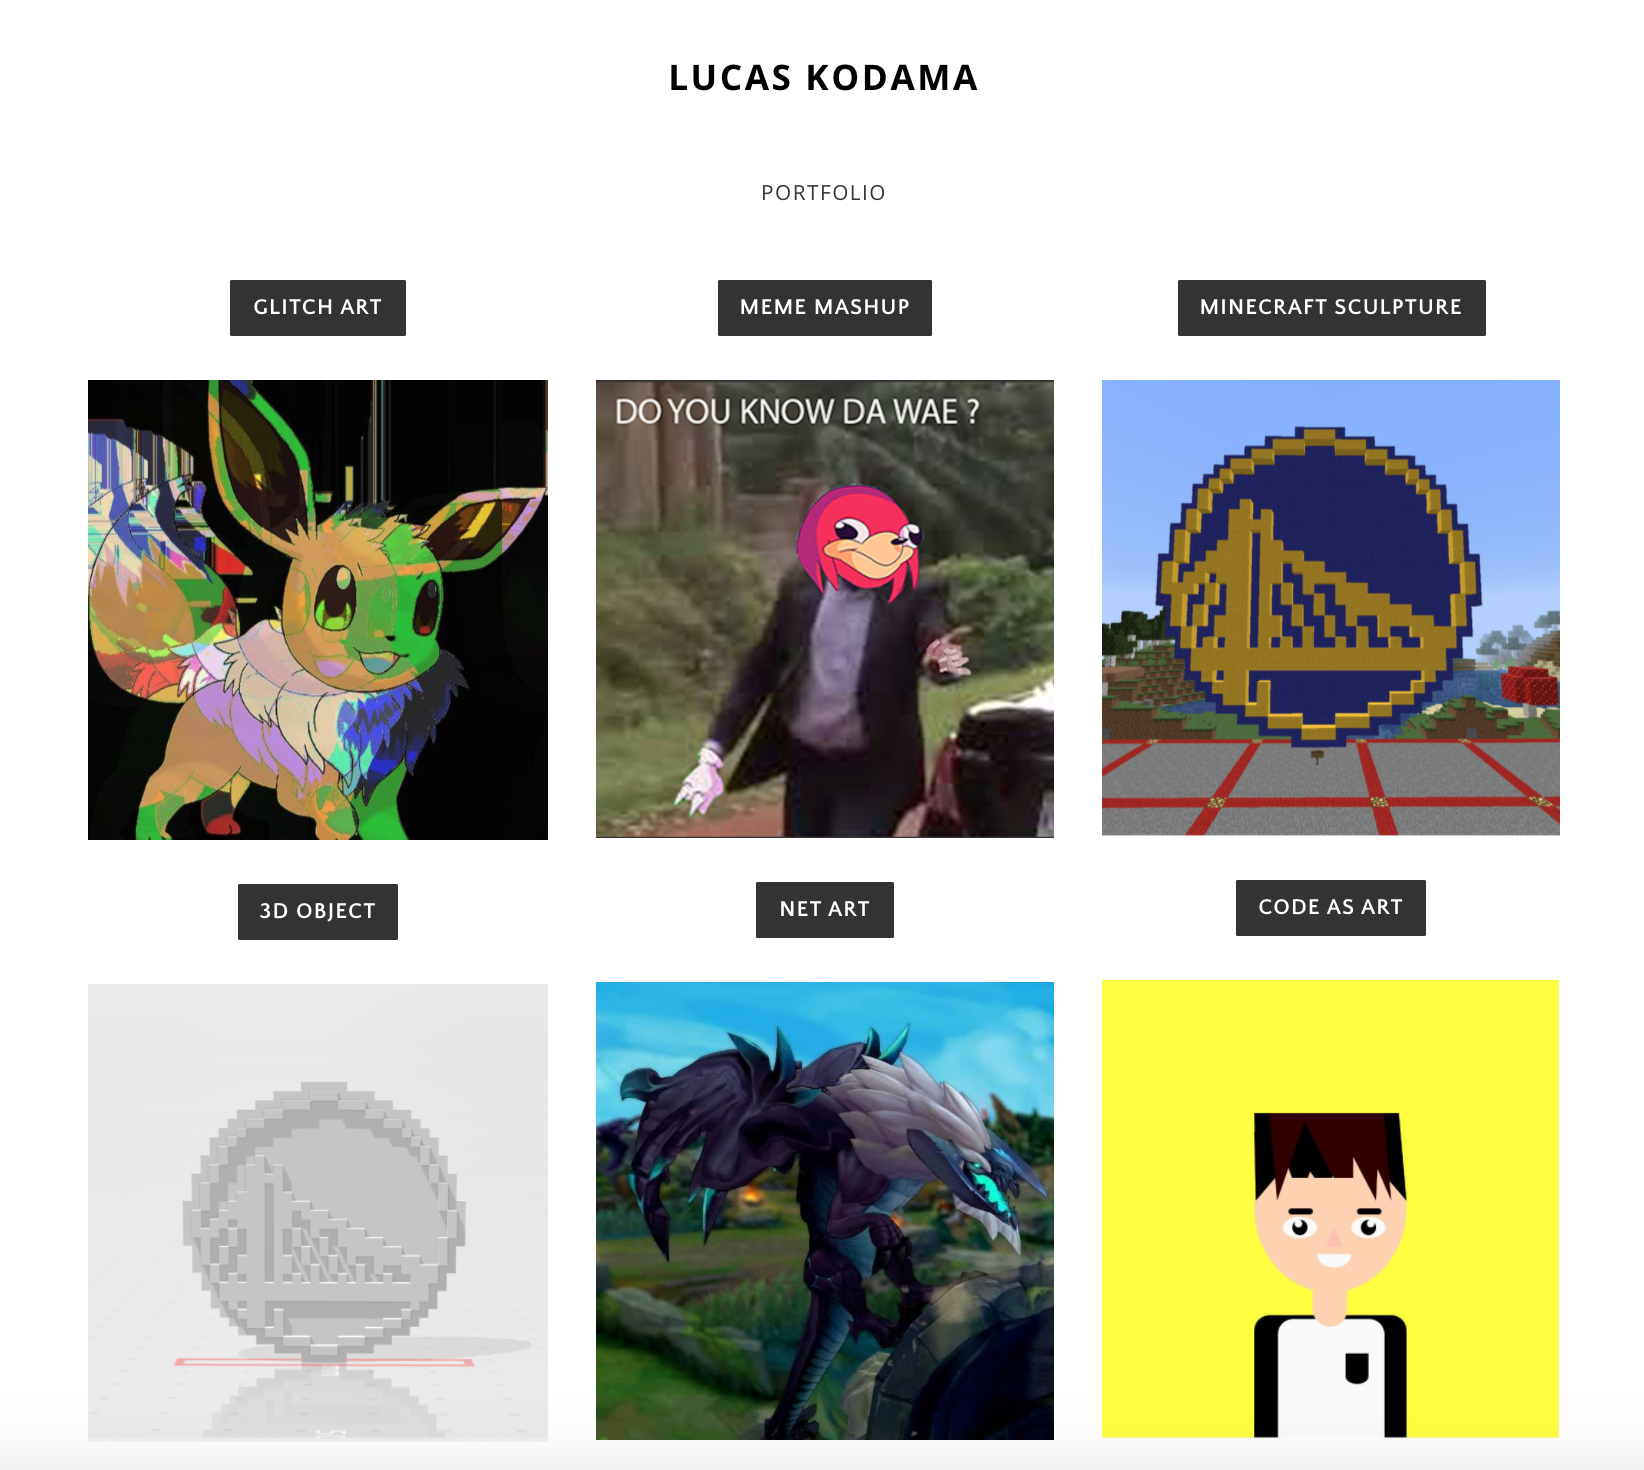 LUCAS KODAMA
PORTFOLIO
GLITCH ART
MEME MASHUP
MINECRAFT SCULPTURE
DO YOU KNOW DA WAE ?
3D OBJECT
NET ART
CODE AS ART